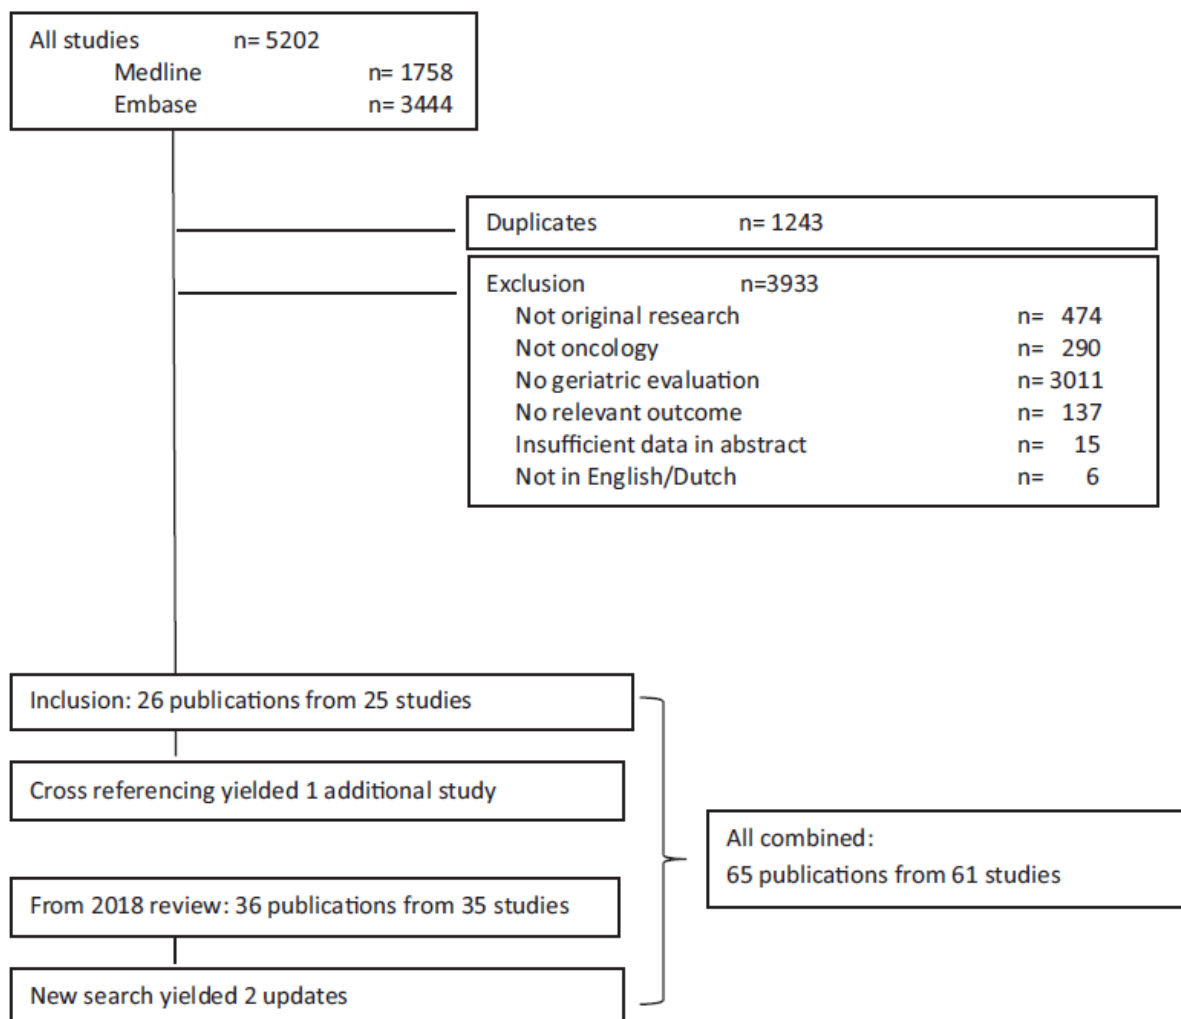 All studies n= 5202
Medline n= 1758
Embase n= 3444
Duplicates n= 1243
Exclusion n=3933
Not original research n= 474
Not oncology n= 290
No geriatric evaluation n= 3011
No relevant outcome n= 137
Insufficient data in abstract n= 15
Not in English/Dutch n= 6
Inclusion: 26 publications from 25 studies
Cross referencing yielded 1 additional study
From 2018 review: 36 publications from 35 studies
New search yielded 2 updates
All combined:
65 publications from 61 studies